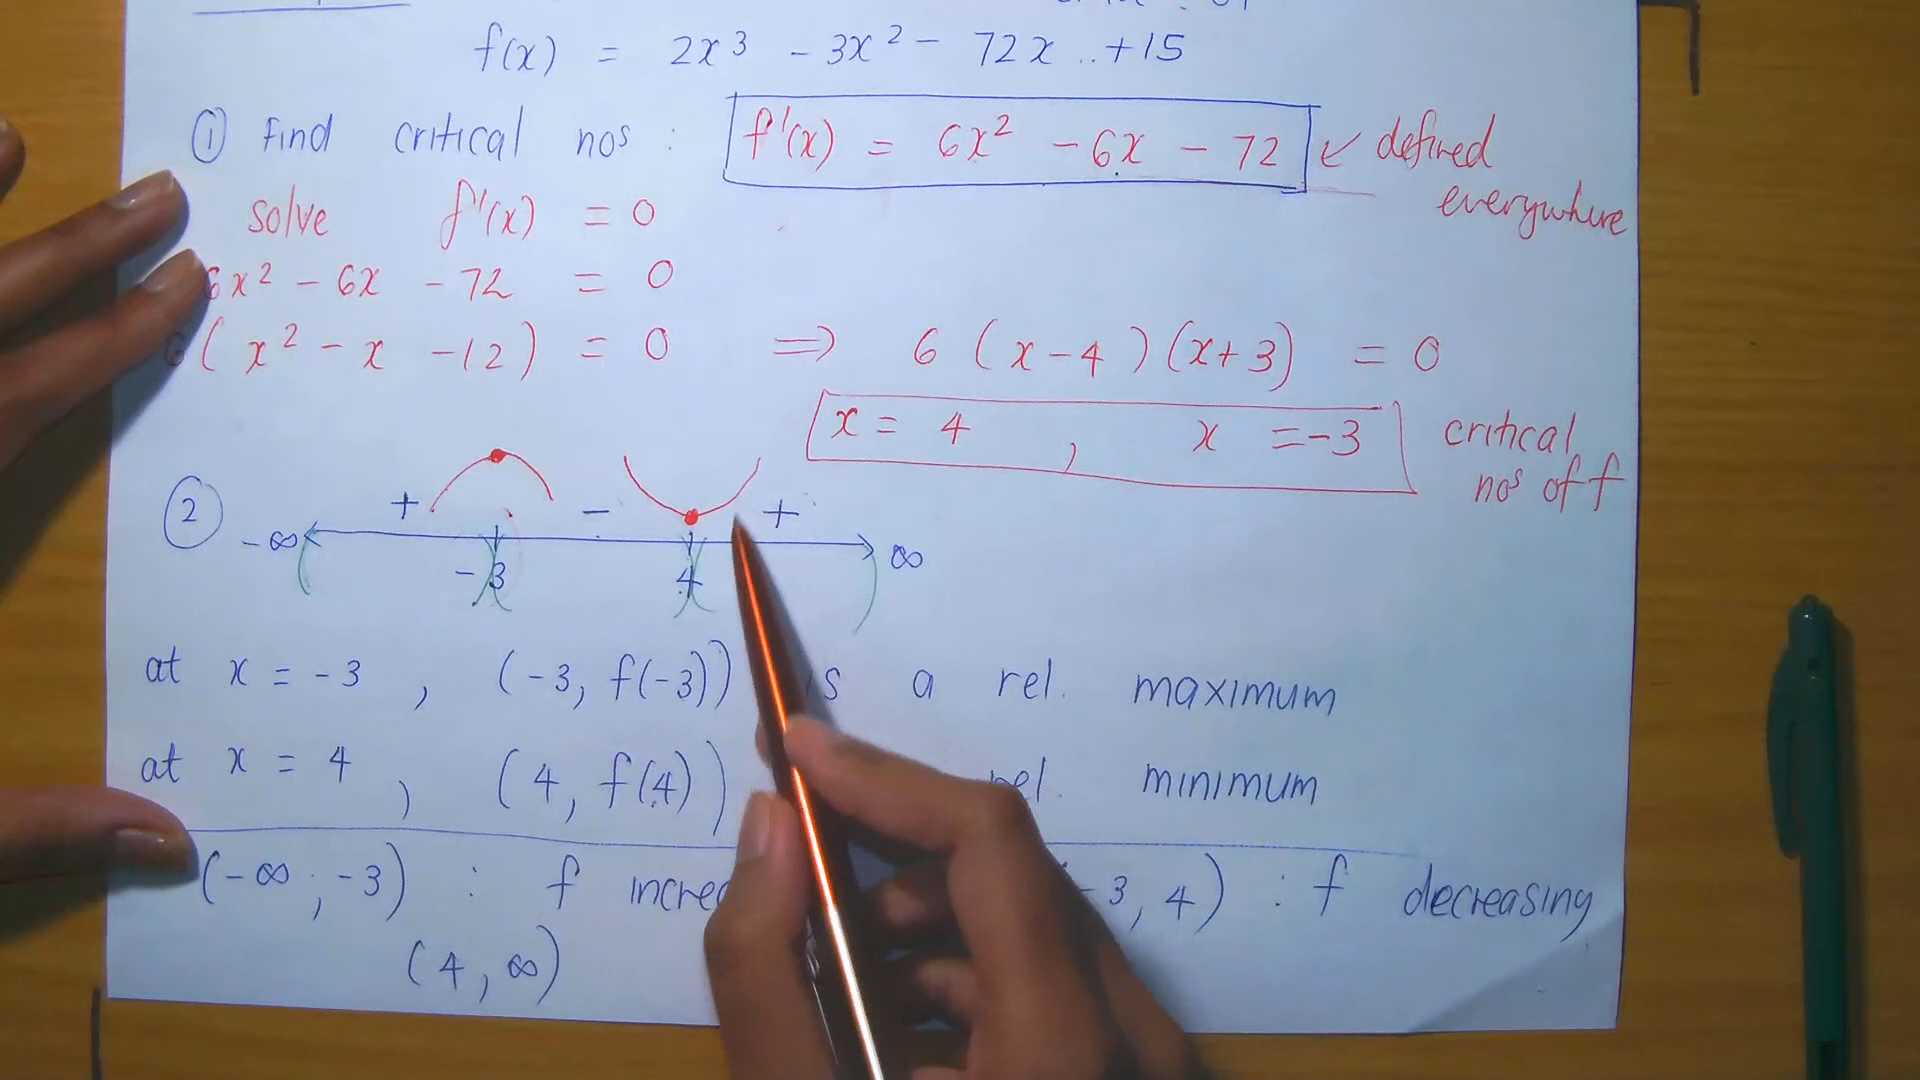 f(x) = 2x³ - 3x² - 72x ..+15
① Find critical nos : f'(x) = 6x² - 6x - 72 ↙ defined everywhere
solve f'(x) = 0
6x² - 6x - 72 = 0
6(x² - x - 12) = 0 ⟹ 6(x-4)(x+3) = 0
x = 4 , x = -3 critical nos of f
② + - +
-∞ -3 4 ∞
at x = -3 , (-3, f(-3)) is a rel. maximum
at x = 4 , (4, f(4)) rel. minimum
(-∞, -3) : f 3, 4) : f decreasing
(4, ∞)